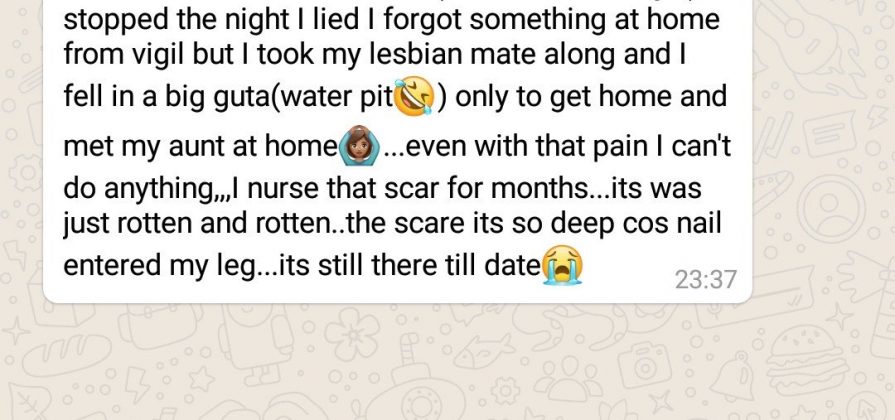 stopped the night I lied I forgot something at home
from vigil but I took my lesbian mate along and I
fell in a big guta(water pit🤣) only to get home and
met my aunt at home🙆🏽‍♀️...even with that pain I can't
do anything,,,I nurse that scar for months...its was
just rotten and rotten..the scare its so deep cos nail
entered my leg...its still there till date😭
23:37